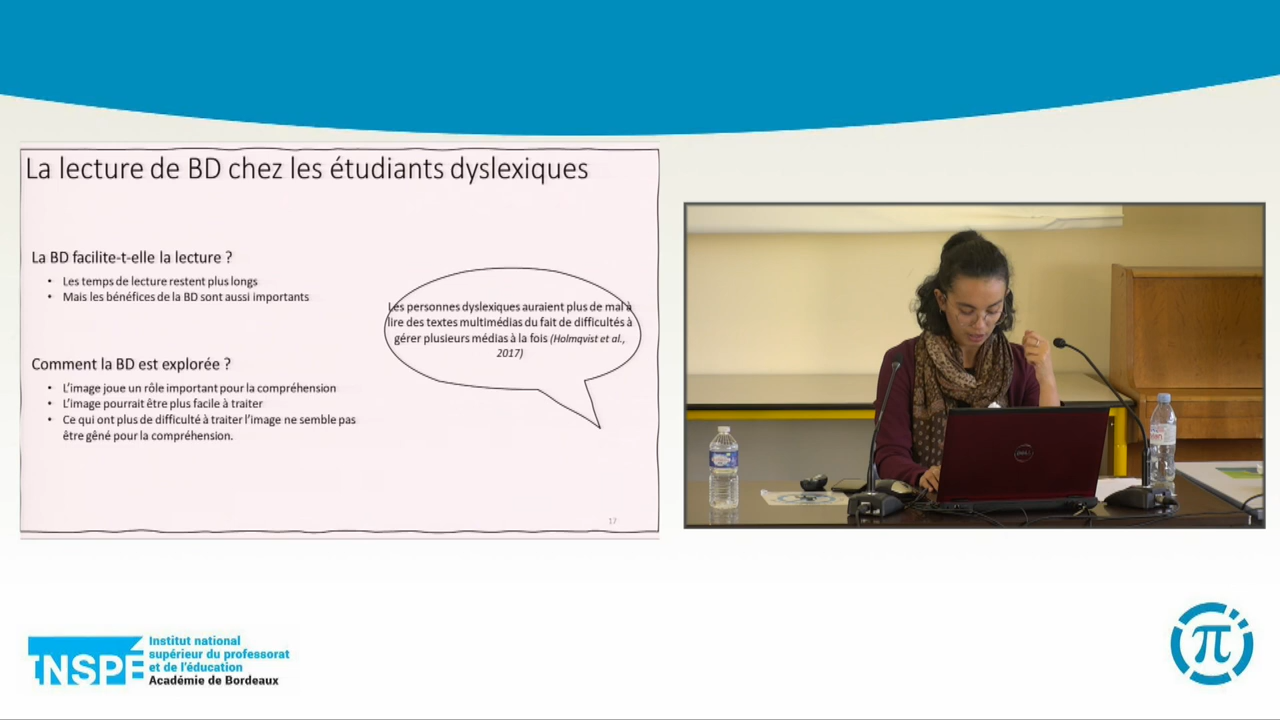 La lecture de BD chez les étudiants dyslexiques
La BD facilite-t-elle la lecture ?
• Les temps de lecture restent plus longs
• Mais les bénéfices de la BD sont aussi importants
Les personnes dyslexiques auraient plus de mal à
lire des textes multimédias du fait de difficultés à
gérer plusieurs médias à la fois (Holmqvist et al.,
2017)
Comment la BD est explorée ?
• L'image joue un rôle important pour la compréhension
• L'image pourrait être plus facile à traiter
• Ce qui ont plus de difficulté à traiter l'image ne semble pas
être gêné pour la compréhension.
17
DELL
INSPÉ
Institut national
supérieur du professorat
et de l'éducation
Académie de Bordeaux
π